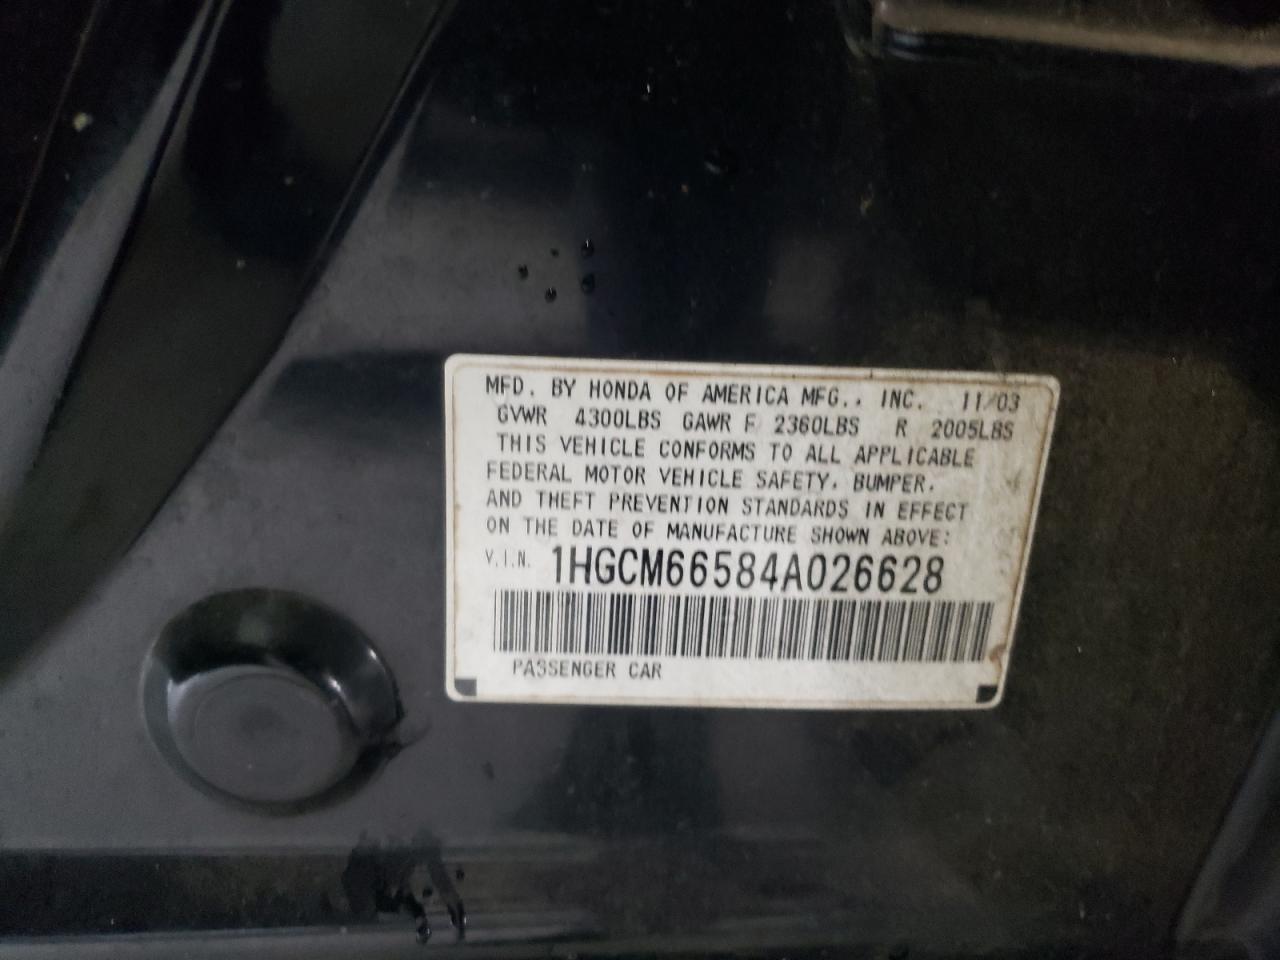 MFD. BY HONDA OF AMERICA MFG., INC. 11/03
GVWR 4300LBS GAWR F 2360LBS R 2005LBS
THIS VEHICLE CONFORMS TO ALL APPLICABLE
FEDERAL MOTOR VEHICLE SAFETY, BUMPER,
AND THEFT PREVENTION STANDARDS IN EFFECT
ON THE DATE OF MANUFACTURE SHOWN ABOVE:
V.I.N. 1HGCM66584A026628
PASSENGER CAR